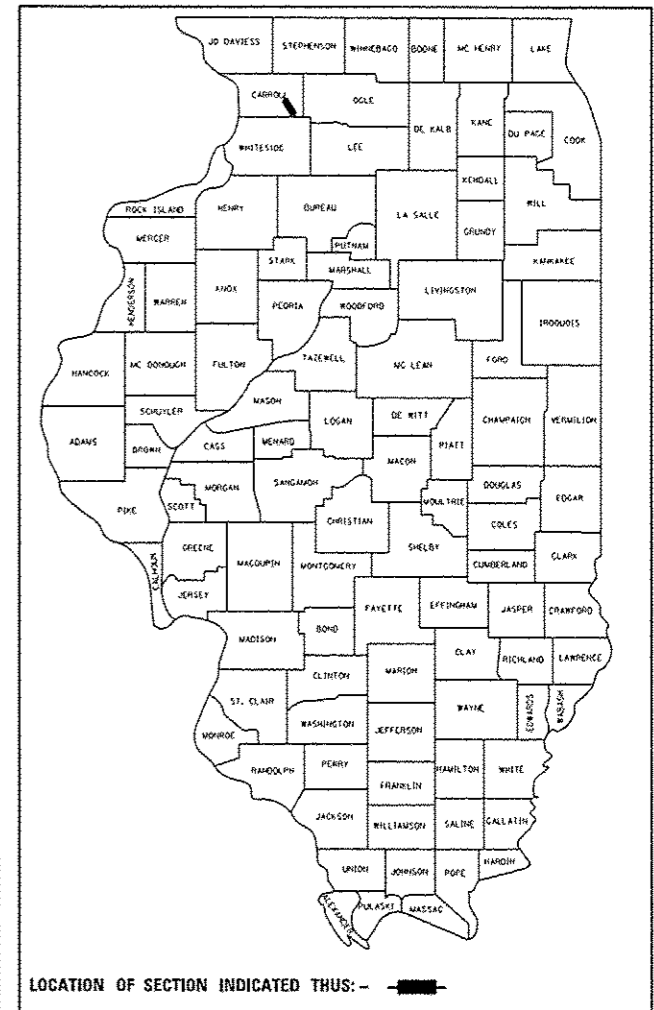 JO DAVIESS STEPHENSON WINNEBAGO BOONE MC HENRY LAKE
CARROLL OGLE
DE KALB KANE DU PAGE COOK
WHITESIDE LEE
KENDALL WILL
ROCK ISLAND HENRY BUREAU LA SALLE GRUNDY
MERCER PUTNAM KANKAKEE
STARK MARSHALL
HENDERSON WARREN KNOX PEORIA WOODFORD LIVINGSTON IROQUOIS
HANCOCK MC DONOUGH FULTON TAZEWELL MC LEAN FORD
MASON
SCHUYLER LOGAN DE WITT CHAMPAIGN VERMILION
ADAMS BROWN CASS MENARD PIATT
MACON
MORGAN SANGAMON DOUGLAS EDGAR
PIKE SCOTT MOULTRIE
CHRISTIAN COLES
GREENE SHELBY
CALHOUN MACOUPIN MONTGOMERY CUMBERLAND CLARK
JERSEY FAYETTE EFFINGHAM JASPER CRAWFORD
MADISON BOND
CLAY RICHLAND LAWRENCE
CLINTON MARION
ST. CLAIR WAYNE EDWARDS WABASH
WASHINGTON JEFFERSON
MONROE
RANDOLPH PERRY HAMILTON WHITE
FRANKLIN
JACKSON WILLIAMSON SALINE GALLATIN
UNION JOHNSON POPE HARDIN
ALEXANDER PULASKI MASSAC
LOCATION OF SECTION INDICATED THUS: -